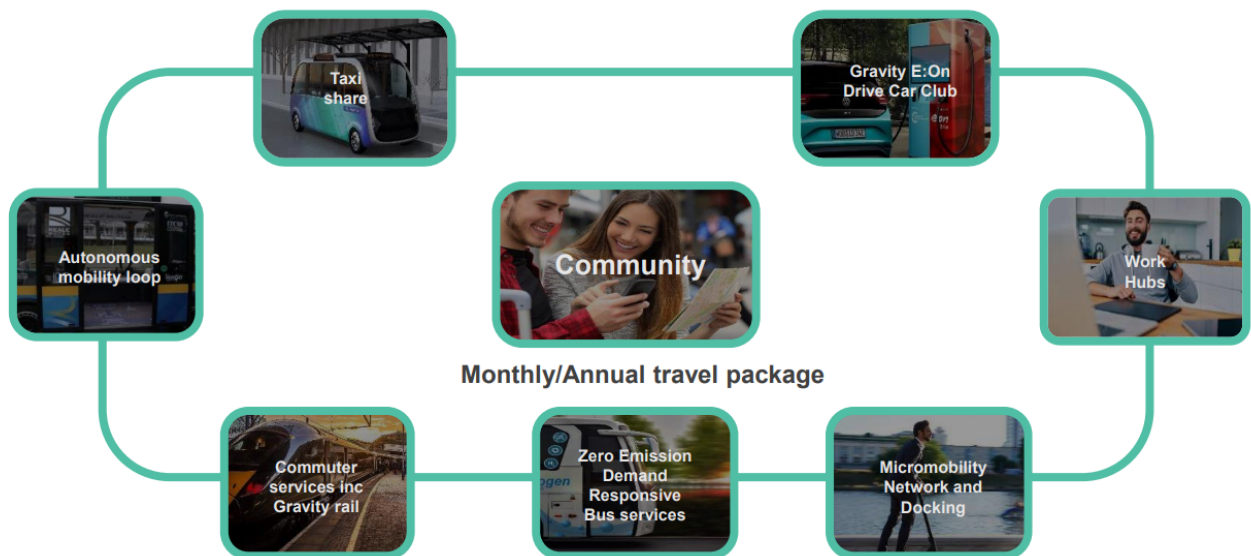 Taxi
share
Gravity E:On
Drive Car Club
Autonomous
mobility loop
Community
Work
Hubs
Monthly/Annual travel package
Commuter
services inc
Gravity rail
Zero Emission
Demand
Responsive
Bus services
ogen
Micromobility
Network and
Docking